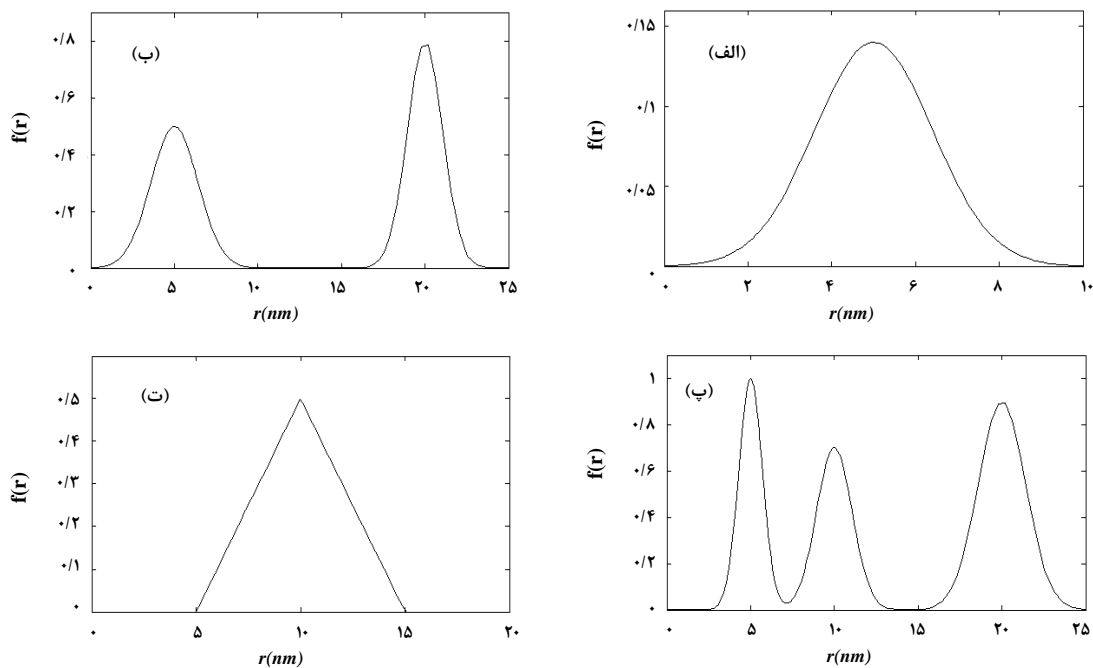 (الف)
f(r)
۰/۱۵
۰/۱
۰/۰۵
۰
۰ ۲ ۴ ۶ ۸ ۱۰
r(nm)
(ب)
f(r)
۰/۸
۰/۶
۰/۴
۰/۲
۰
۰ ۵ ۱۰ ۱۵ ۲۰ ۲۵
r(nm)
(پ)
f(r)
۱
۰/۸
۰/۶
۰/۴
۰/۲
۰
۰ ۵ ۱۰ ۱۵ ۲۰ ۲۵
r(nm)
(ت)
f(r)
۰/۵
۰/۴
۰/۳
۰/۲
۰/۱
۰
۰ ۵ ۱۰ ۱۵ ۲۰
r(nm)